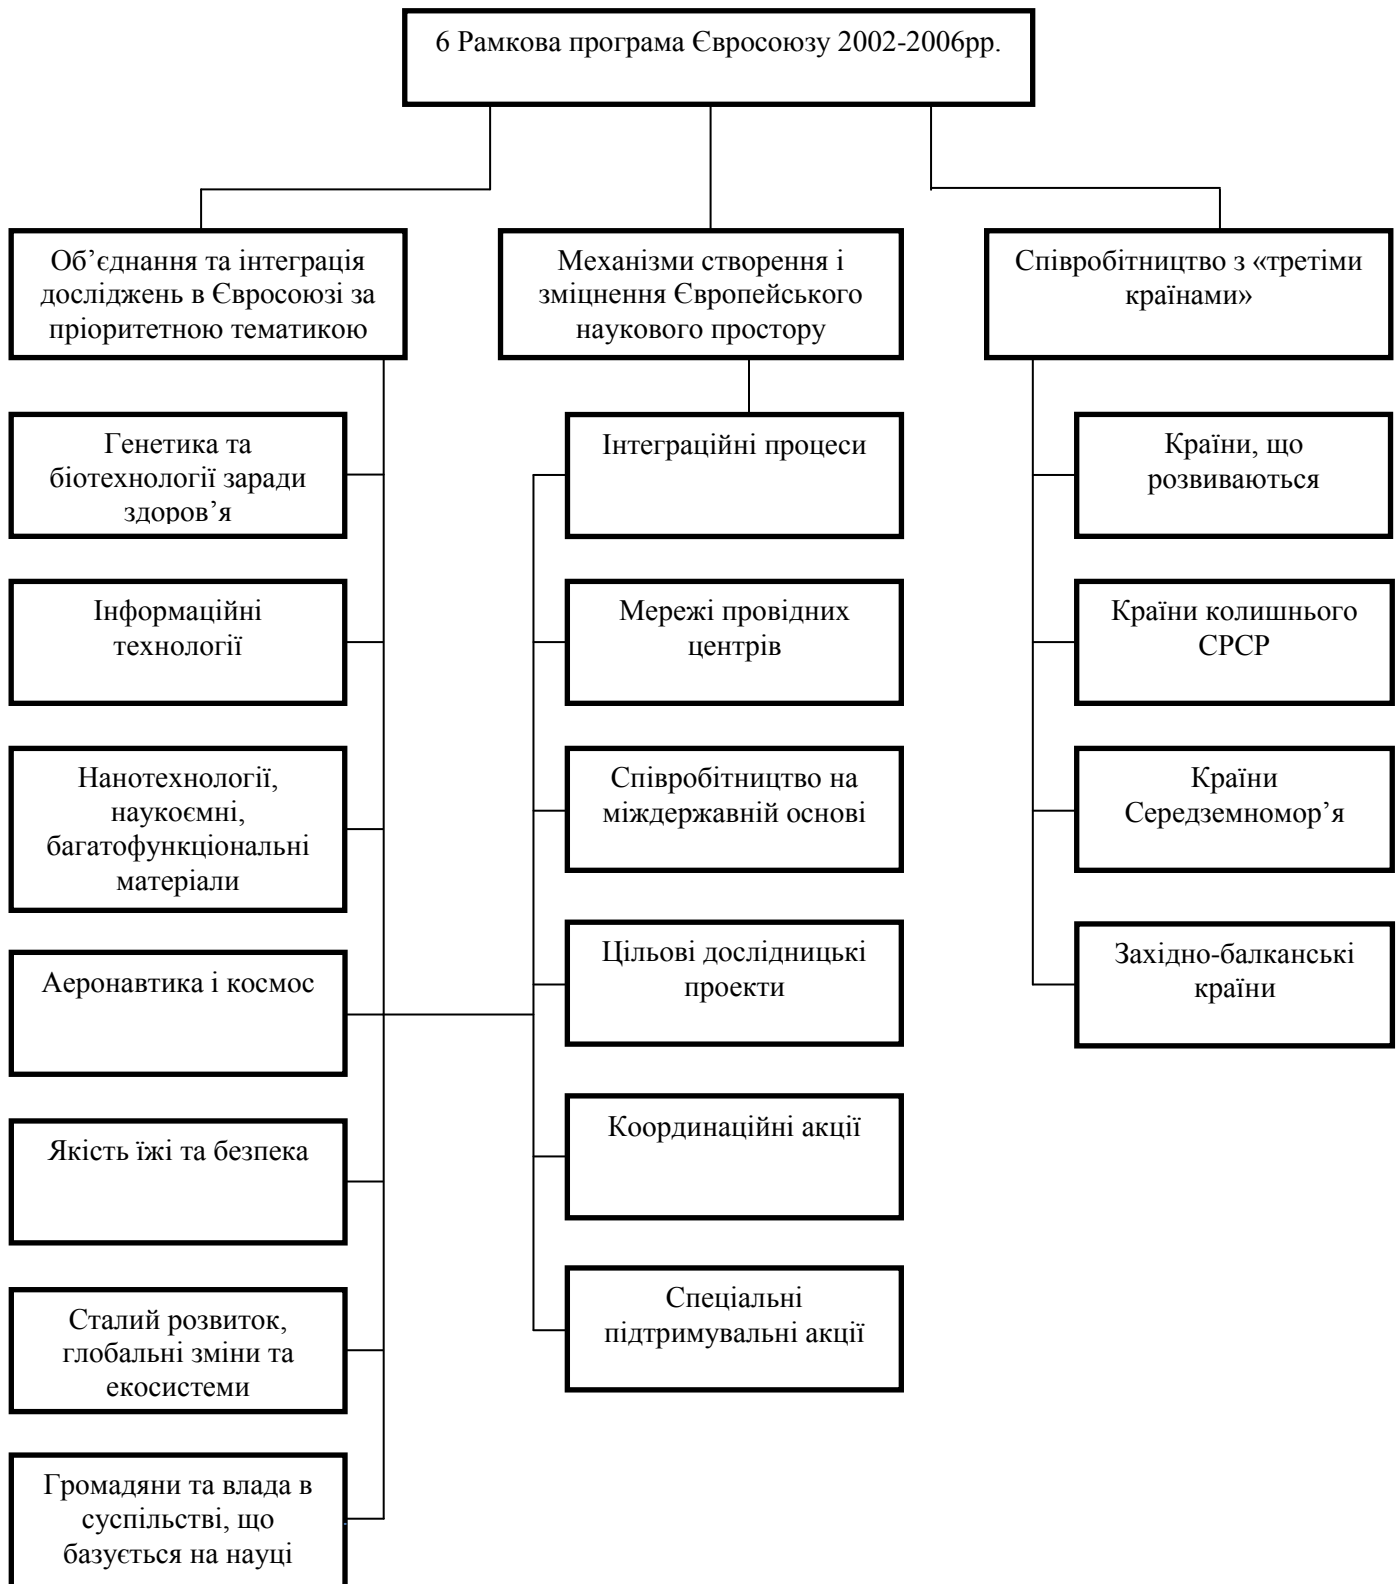 6 Рамкова програма Євросоюзу 2002-2006рр.
Об’єднання та інтеграція
досліджень в Євросоюзі за
пріоритетною тематикою
Механізми створення і
зміцнення Європейського
наукового простору
Співробітництво з «третіми
країнами»
Генетика та
біотехнології заради
здоров’я
Інформаційні
технології
Нанотехнології,
наукоємні,
багатофункціональні
матеріали
Аеронавтика і космос
Якість їжі та безпека
Сталий розвиток,
глобальні зміни та
екосистеми
Громадяни та влада в
суспільстві, що
базується на науці
Інтеграційні процеси
Мережі провідних
центрів
Співробітництво на
міждержавній основі
Цільові дослідницькі
проекти
Координаційні акції
Спеціальні
підтримувальні акції
Країни, що
розвиваються
Країни колишнього
СРСР
Країни
Середземномор’я
Західно-балканські
країни